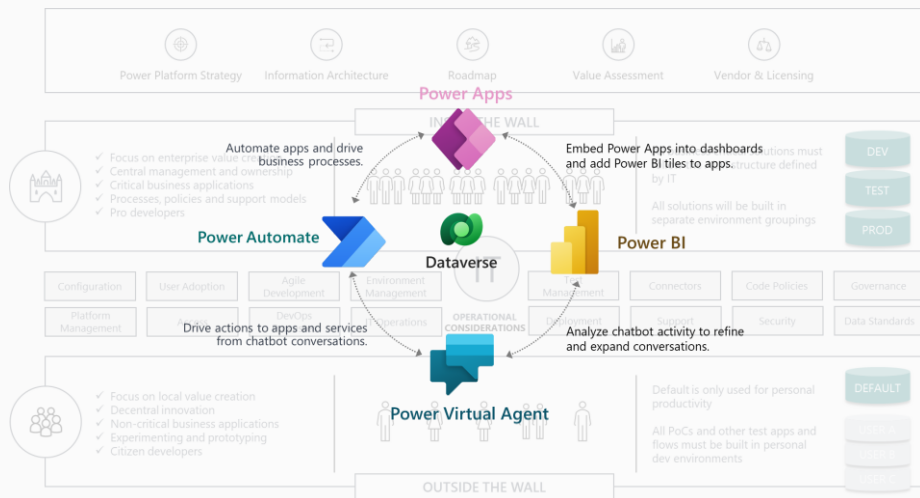 Power Platform Strategy
Information Architecture
Roadmap
Value Assessment
Vendor & Licensing
Power Apps
THE WALL
Automate apps and drive
business processes.
Embed Power Apps into dashboards
and add Power BI tiles to apps.
Focus on enterprise value
Central management and ownership
Critical business applications
Processes, policies and support models
Pro developers
must
defined
by IT
All solutions will be built in
separate environment groupings
DEV
TEST
PROD
Power Automate
Dataverse
Power BI
IT
Configuration
User Adoption
Agile
Development
Environment
Management
Management
Connectors
Code Policies
Governance
Platform
Management
DevOps
Operations
OPERATIONAL
CONSIDERATIONS
Deployment
Support
Security
Data Standards
Drive actions to apps and services
from chatbot conversations.
Analyze chatbot activity to refine
and expand conversations.
Power Virtual Agent
Focus on local value creation
Decentral innovation
Non-critical business applications
Experimenting and prototyping
Citizen developers
Default is only used for personal
productivity
All PoCs and other test apps and
flows must be built in personal
dev environments
DEFAULT
USER A
USER B
USER C
OUTSIDE THE WALL